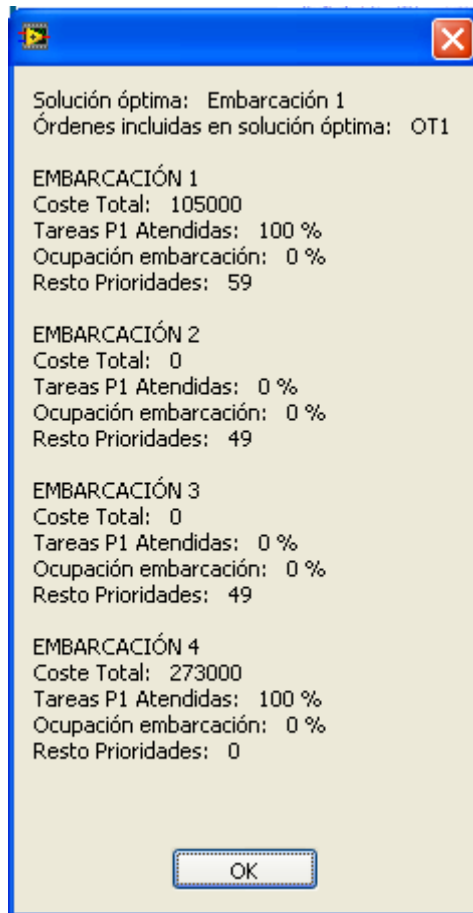 Solución óptima: Embarcación 1
Órdenes incluidas en solución óptima: OT1
EMBARCACIÓN 1
Coste Total: 105000
Tareas P1 Atendidas: 100 %
Ocupación embarcación: 0 %
Resto Prioridades: 59
EMBARCACIÓN 2
Coste Total: 0
Tareas P1 Atendidas: 0 %
Ocupación embarcación: 0 %
Resto Prioridades: 49
EMBARCACIÓN 3
Coste Total: 0
Tareas P1 Atendidas: 0 %
Ocupación embarcación: 0 %
Resto Prioridades: 49
EMBARCACIÓN 4
Coste Total: 273000
Tareas P1 Atendidas: 100 %
Ocupación embarcación: 0 %
Resto Prioridades: 0
OK